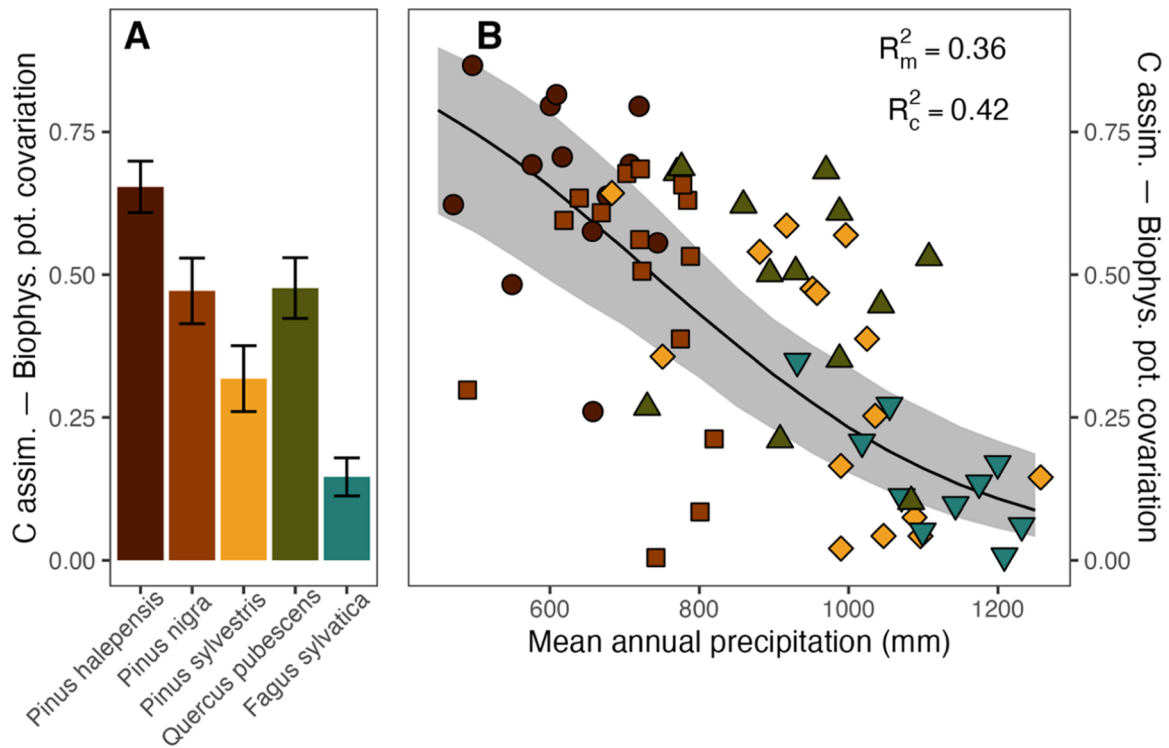 A
C assim. — Biophys. pot. covariation
0.75
0.50
0.25
0.00
Pinus halepensis
Pinus nigra
Pinus sylvestris
Quercus pubescens
Fagus sylvatica
B
R²m = 0.36
R²c = 0.42
0.75
0.50
0.25
0.00
C assim. — Biophys. pot. covariation
600 800 1000 1200
Mean annual precipitation (mm)